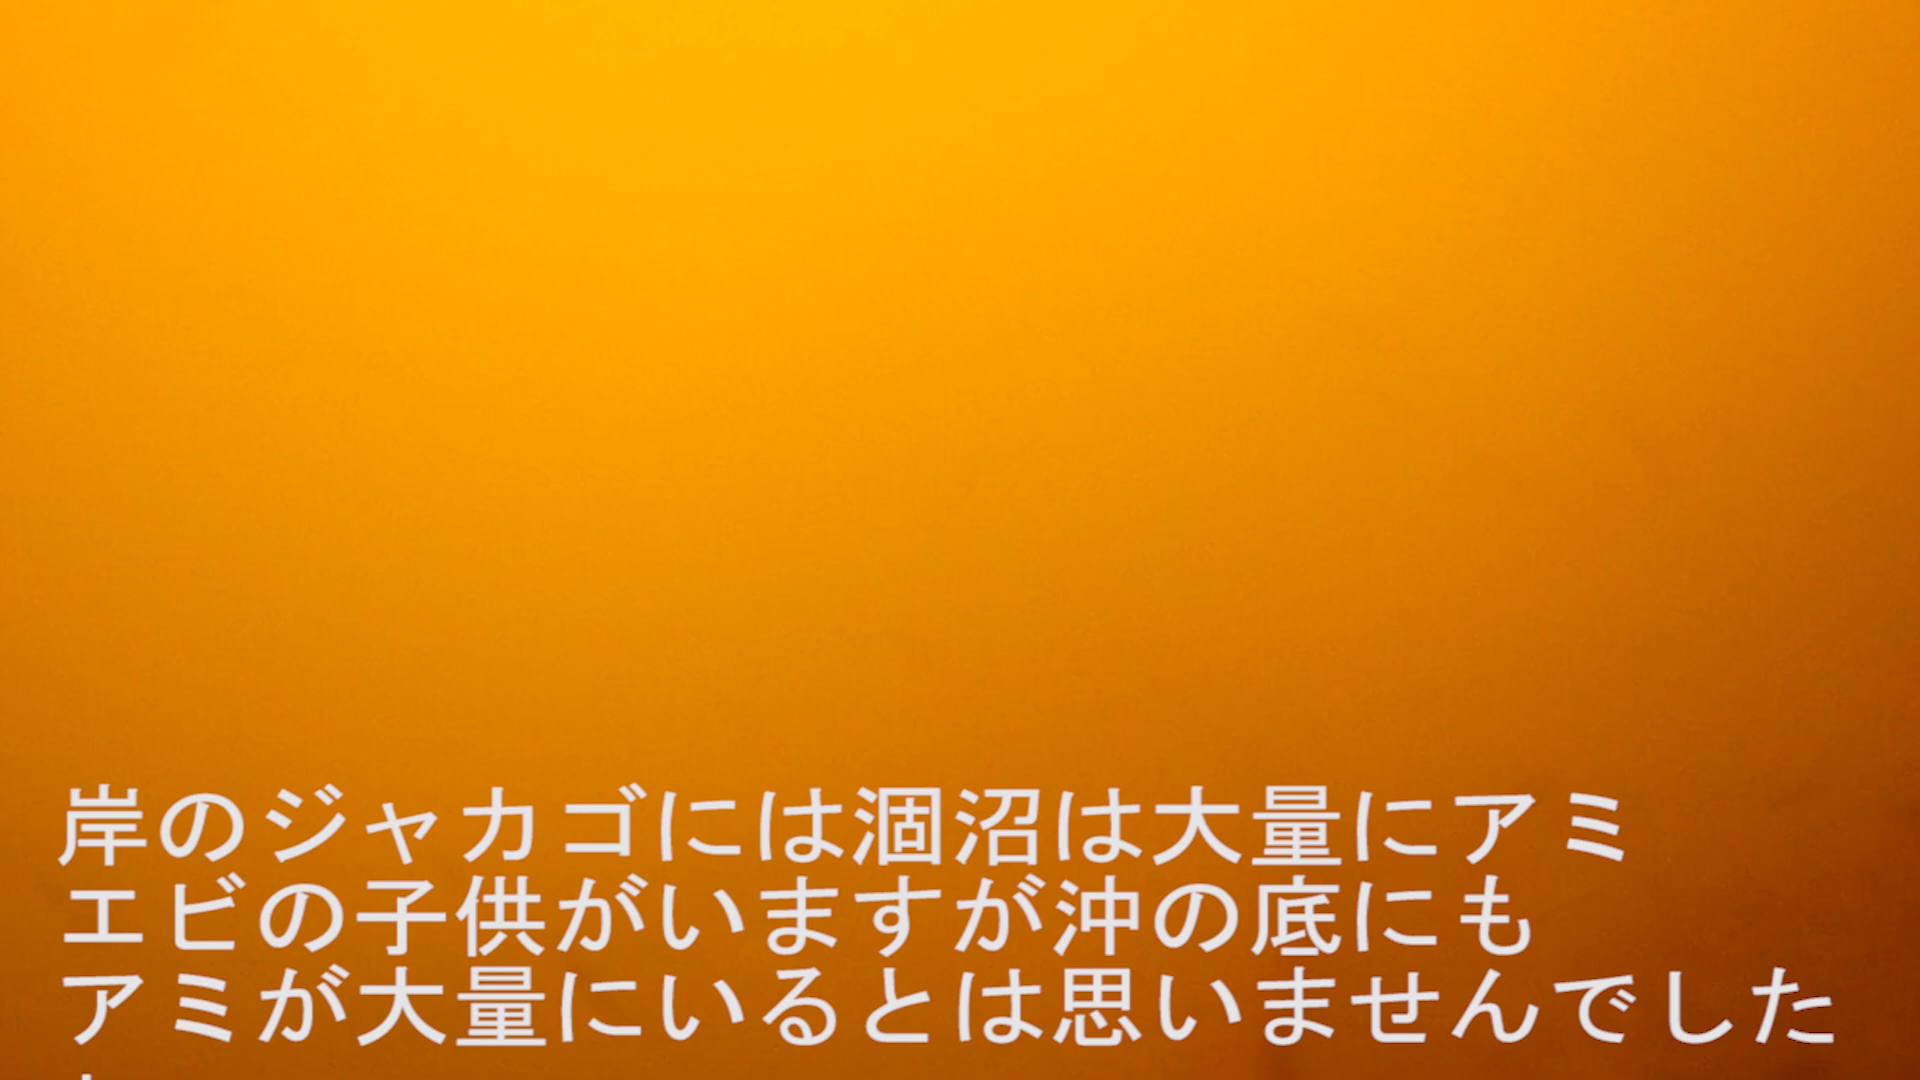 岸のジャカゴには涸沼は大量にアミ
エビの子供がいますが沖の底にも
アミが大量にいるとは思いませんでした